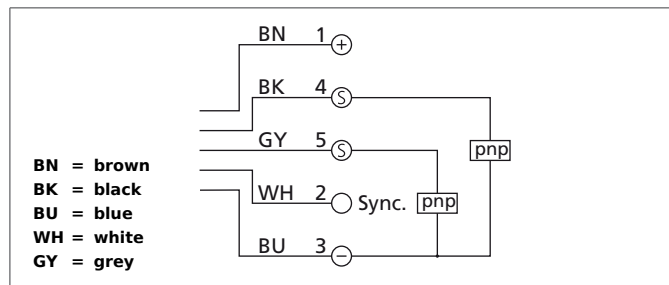 BN 1 +
BK 4 S
pnp
GY 5 S
WH 2 Sync. pnp
BU 3 −
BN = brown
BK = black
BU = blue
WH = white
GY = grey